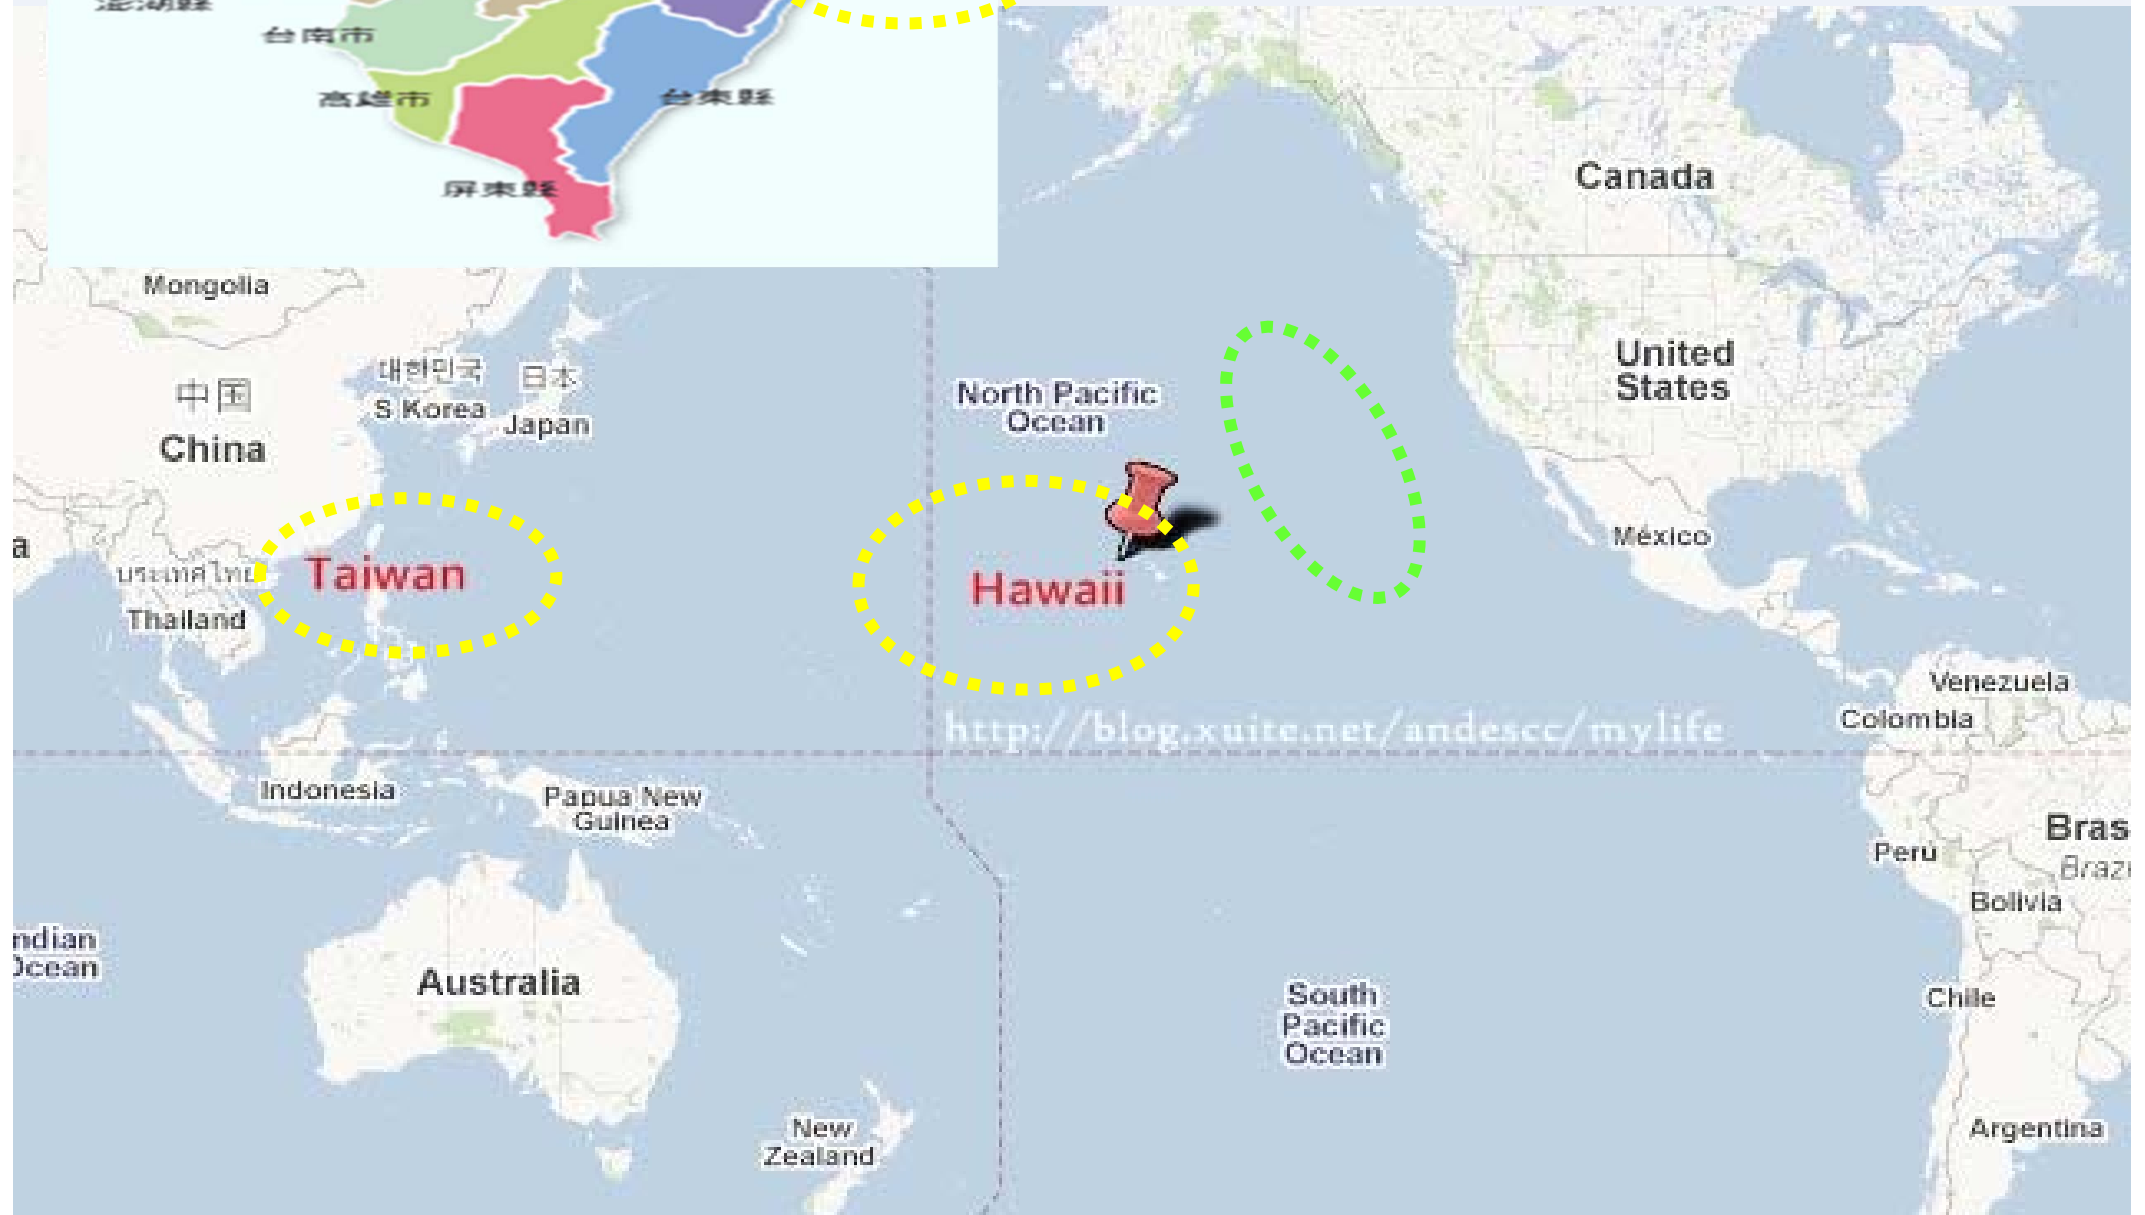 澎湖縣
台南市
高雄市
台東縣
屏東縣
Canada
Mongolia
United
States
대한민국
S Korea
日本
Japan
中国
China
North Pacific
Ocean
México
a
ประเทศไทย
Thailand
Taiwan
Hawaii
Venezuela
Colombia
http://blog.xuite.net/andescc/mylife
Indonesia
Papua New
Guinea
Bras
Brazi
Perú
Bolivia
ndian
Ocean
Australia
South
Pacific
Ocean
Chile
New
Zealand
Argentina